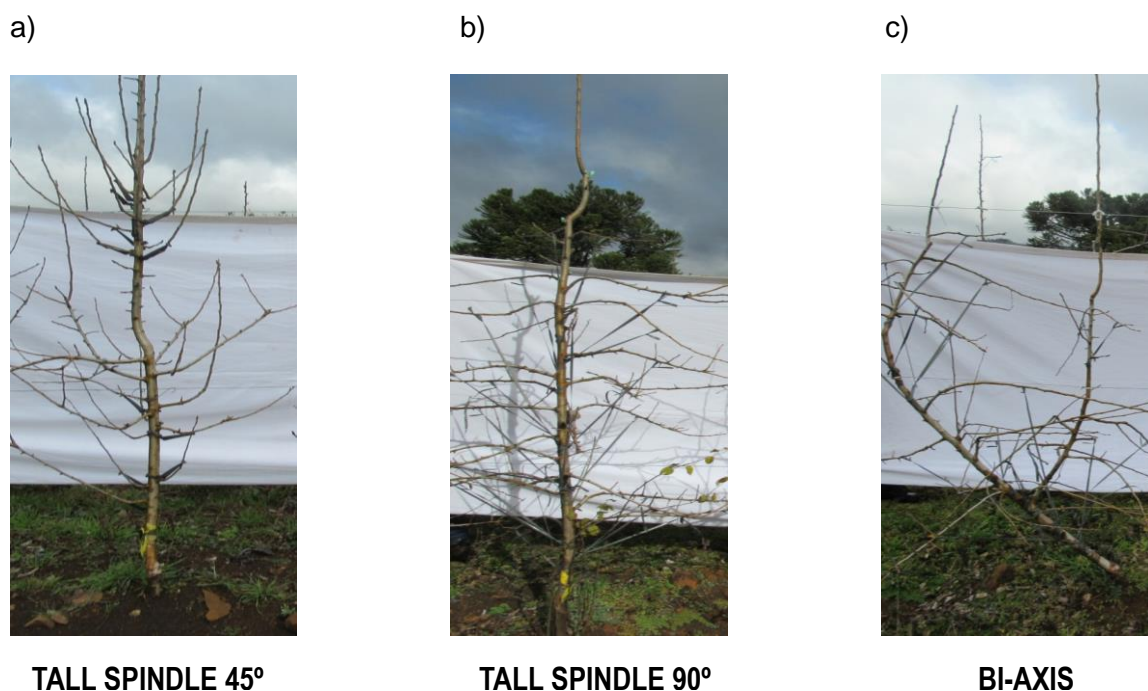 a)
b)
c)
TALL SPINDLE 45º
TALL SPINDLE 90º
BI-AXIS